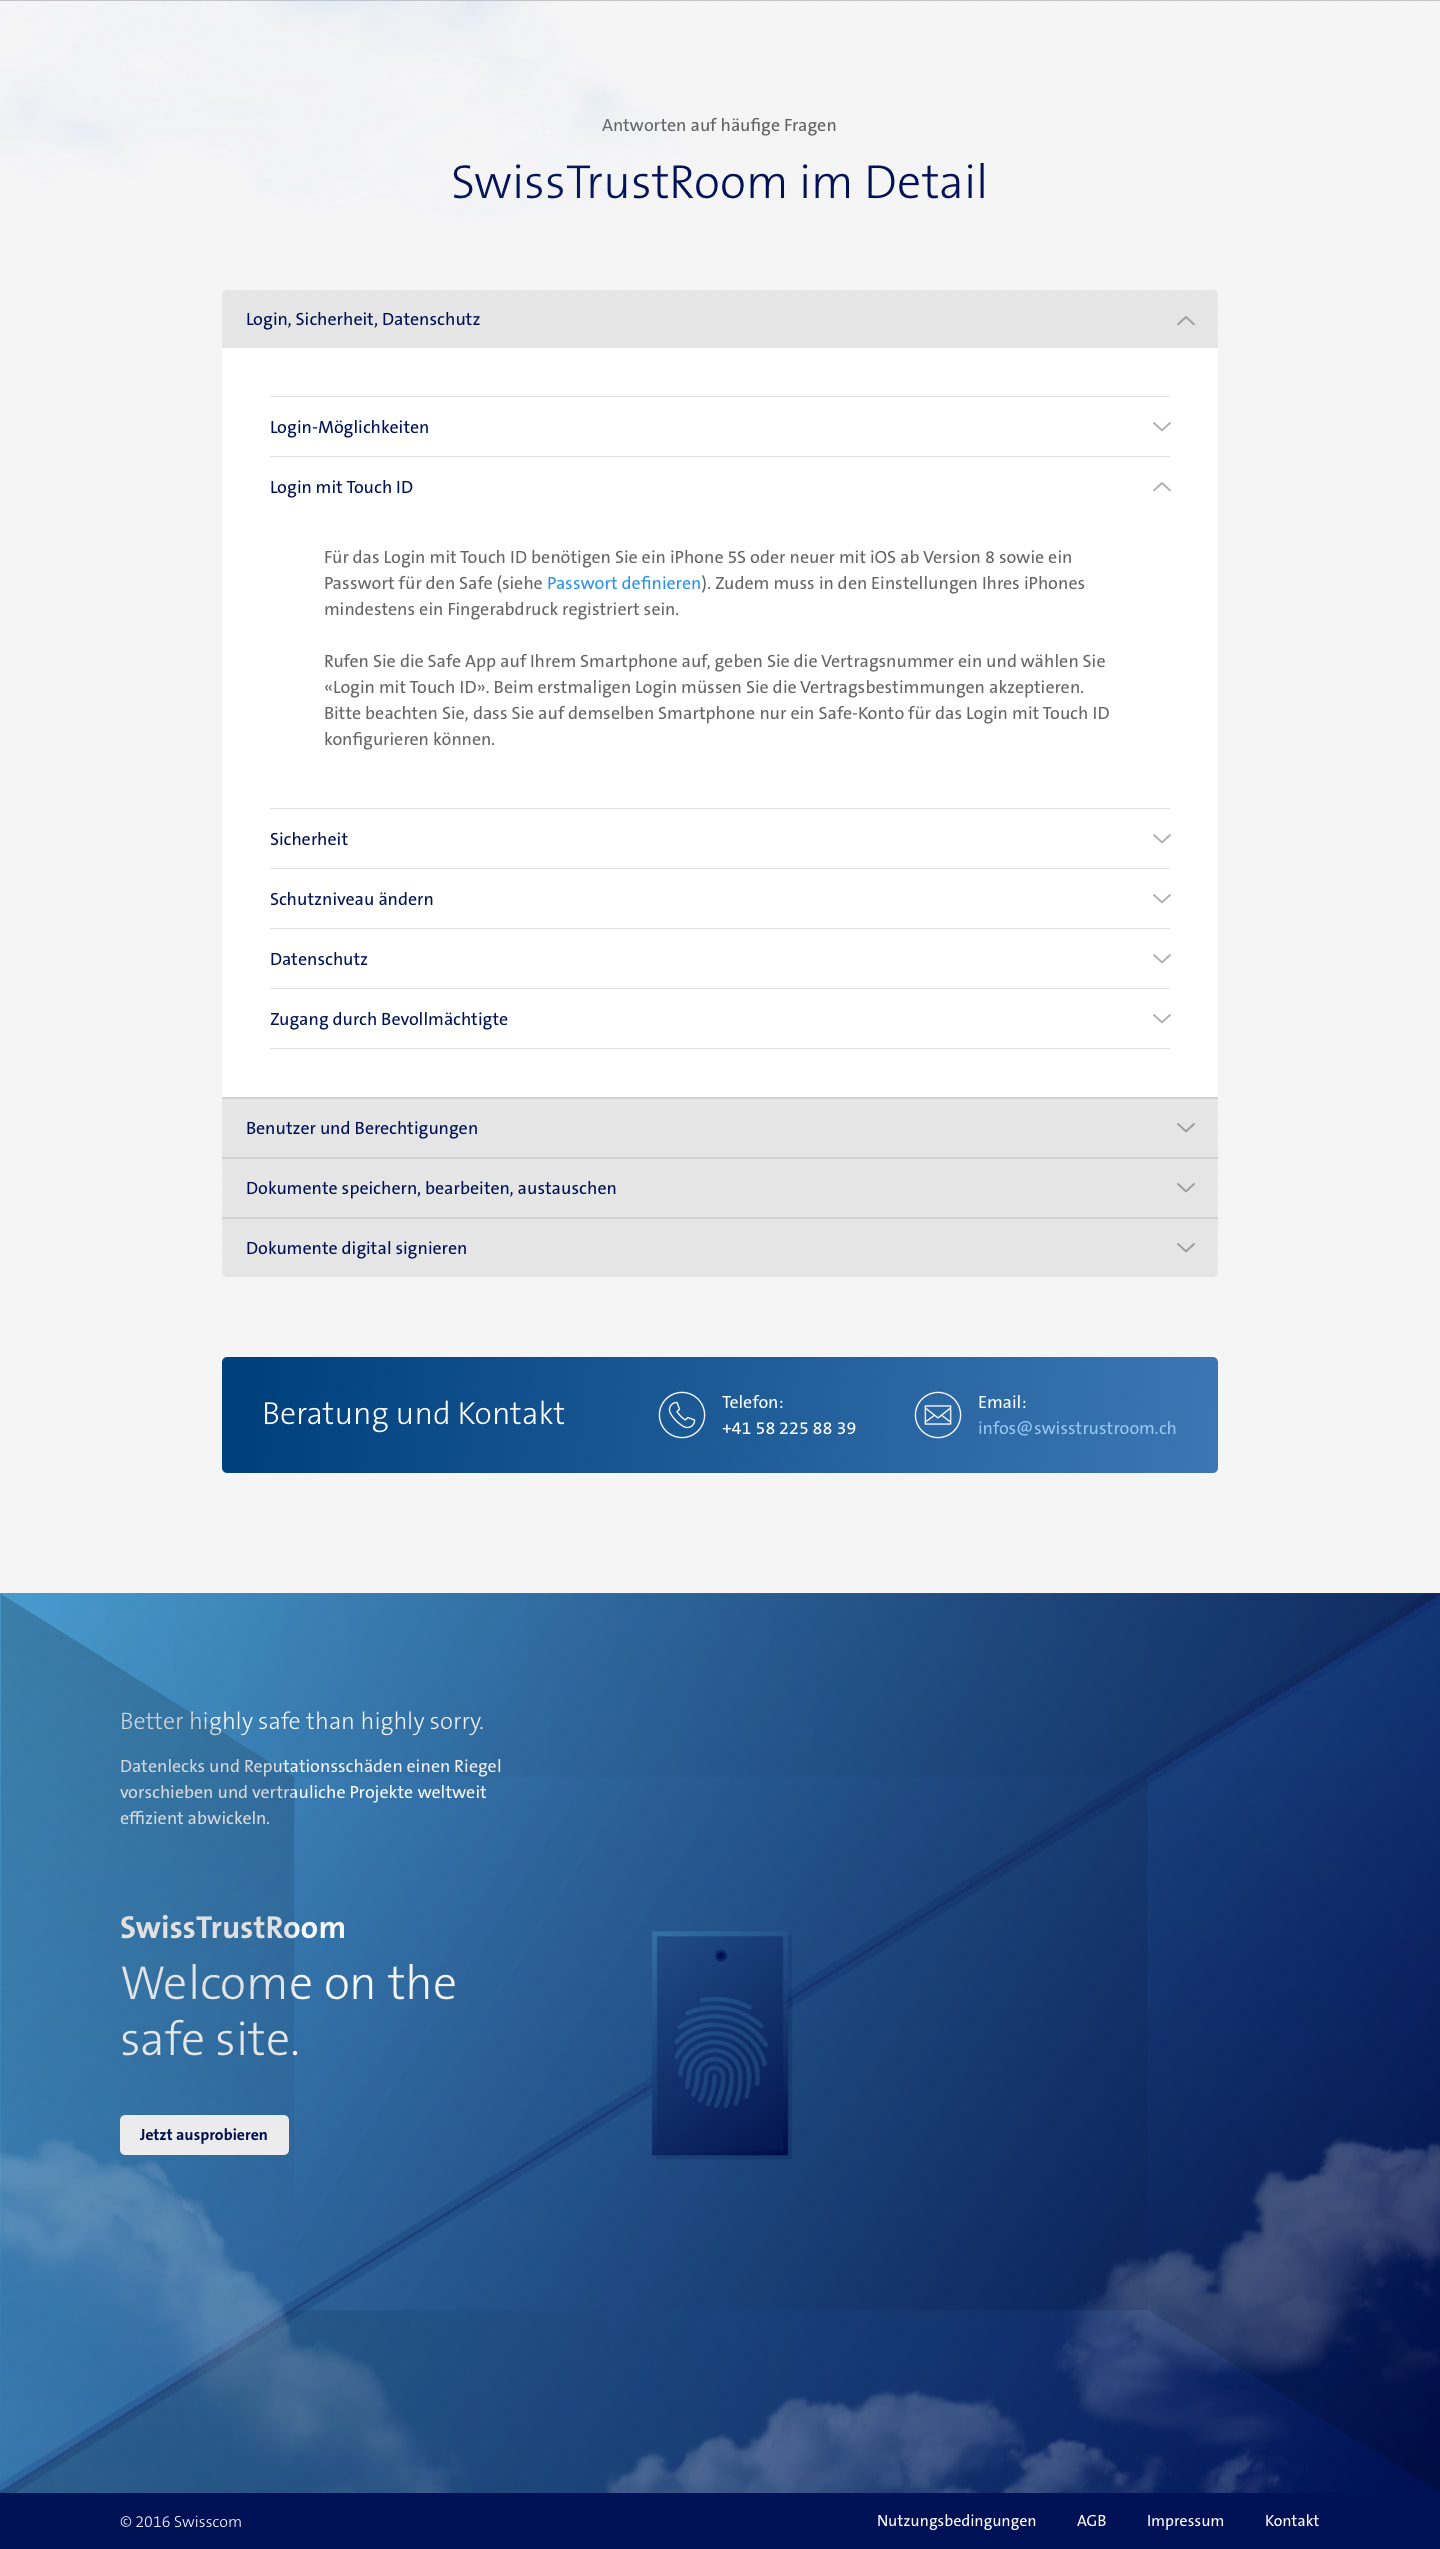 Antworten auf häufige Fragen
SwissTrustRoom im Detail
Login, Sicherheit, Datenschutz
Login-Möglichkeiten
Login mit Touch ID
Für das Login mit Touch ID benötigen Sie ein iPhone 5S oder neuer mit iOS ab Version 8 sowie ein
Passwort für den Safe (siehe Passwort definieren). Zudem muss in den Einstellungen Ihres iPhones
mindestens ein Fingerabdruck registriert sein.
Rufen Sie die Safe App auf Ihrem Smartphone auf, geben Sie die Vertragsnummer ein und wählen Sie
«Login mit Touch ID». Beim erstmaligen Login müssen Sie die Vertragsbestimmungen akzeptieren.
Bitte beachten Sie, dass Sie auf demselben Smartphone nur ein Safe-Konto für das Login mit Touch ID
konfigurieren können.
Sicherheit
Schutzniveau ändern
Datenschutz
Zugang durch Bevollmächtigte
Benutzer und Berechtigungen
Dokumente speichern, bearbeiten, austauschen
Dokumente digital signieren
Beratung und Kontakt
Telefon:
+41 58 225 88 39
Email:
infos@swisstrustroom.ch
Better highly safe than highly sorry.
Datenlecks und Reputationsschäden einen Riegel
vorschieben und vertrauliche Projekte weltweit
effizient abwickeln.
SwissTrustRoom
Welcome on the
safe site.
Jetzt ausprobieren
© 2016 Swisscom
Nutzungsbedingungen
AGB
Impressum
Kontakt